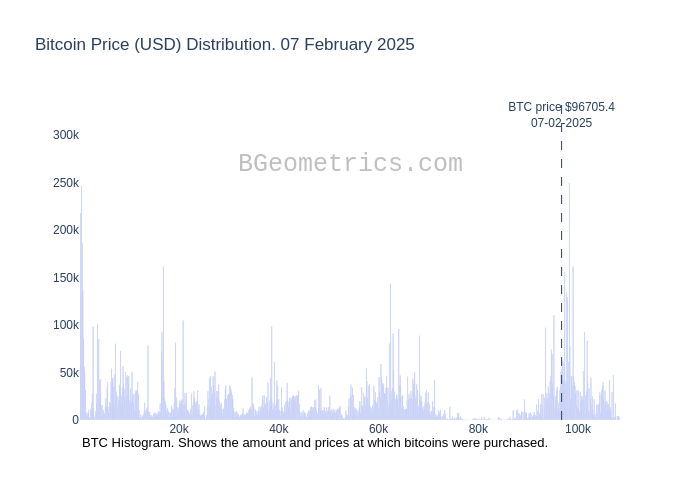 Bitcoin Price (USD) Distribution. 07 February 2025
BTC price $96705.4
07-02-2025
300k
BGeometrics.com
250k
200k
150k
100k
50k
0
20k 40k 60k 80k 100k
BTC Histogram. Shows the amount and prices at which bitcoins were purchased.